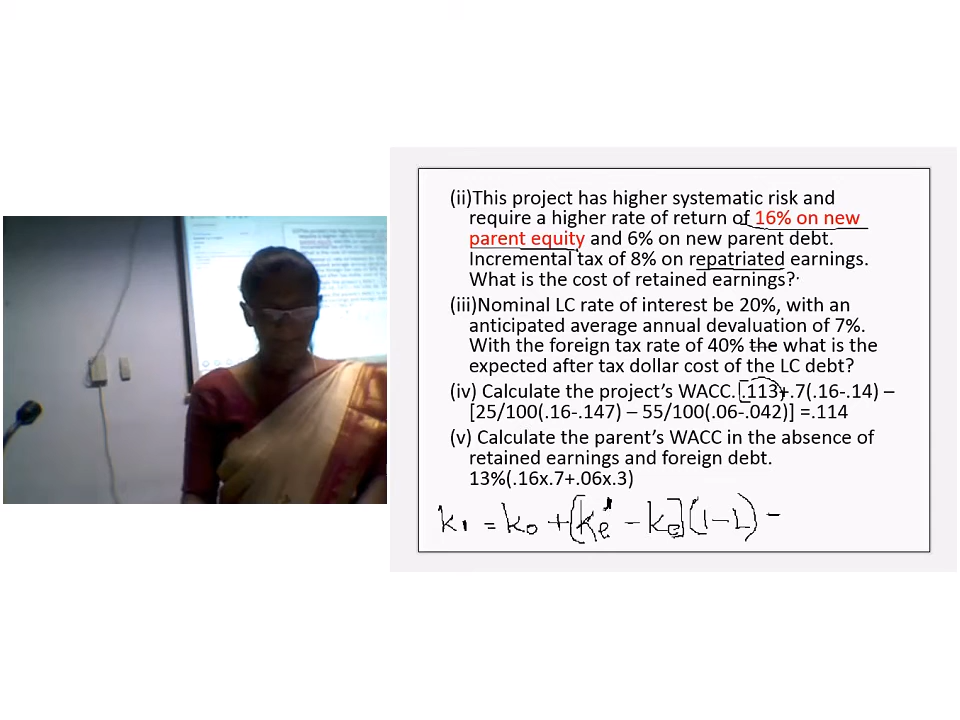 (ii)This project has higher systematic risk and
require a higher rate of return of 16% on new
parent equity and 6% on new parent debt.
Incremental tax of 8% on repatriated earnings.
What is the cost of retained earnings?
(iii)Nominal LC rate of interest be 20%, with an
anticipated average annual devaluation of 7%.
With the foreign tax rate of 40% the what is the
expected after tax dollar cost of the LC debt?
(iv) Calculate the project's WACC. .113+.7(.16-.14) –
[25/100(.16-.147) – 55/100(.06-.042)] =.114
(v) Calculate the parent's WACC in the absence of
retained earnings and foreign debt.
13%(.16x.7+.06x.3)
k1 = k0 + [ke' - ke](1-L) -